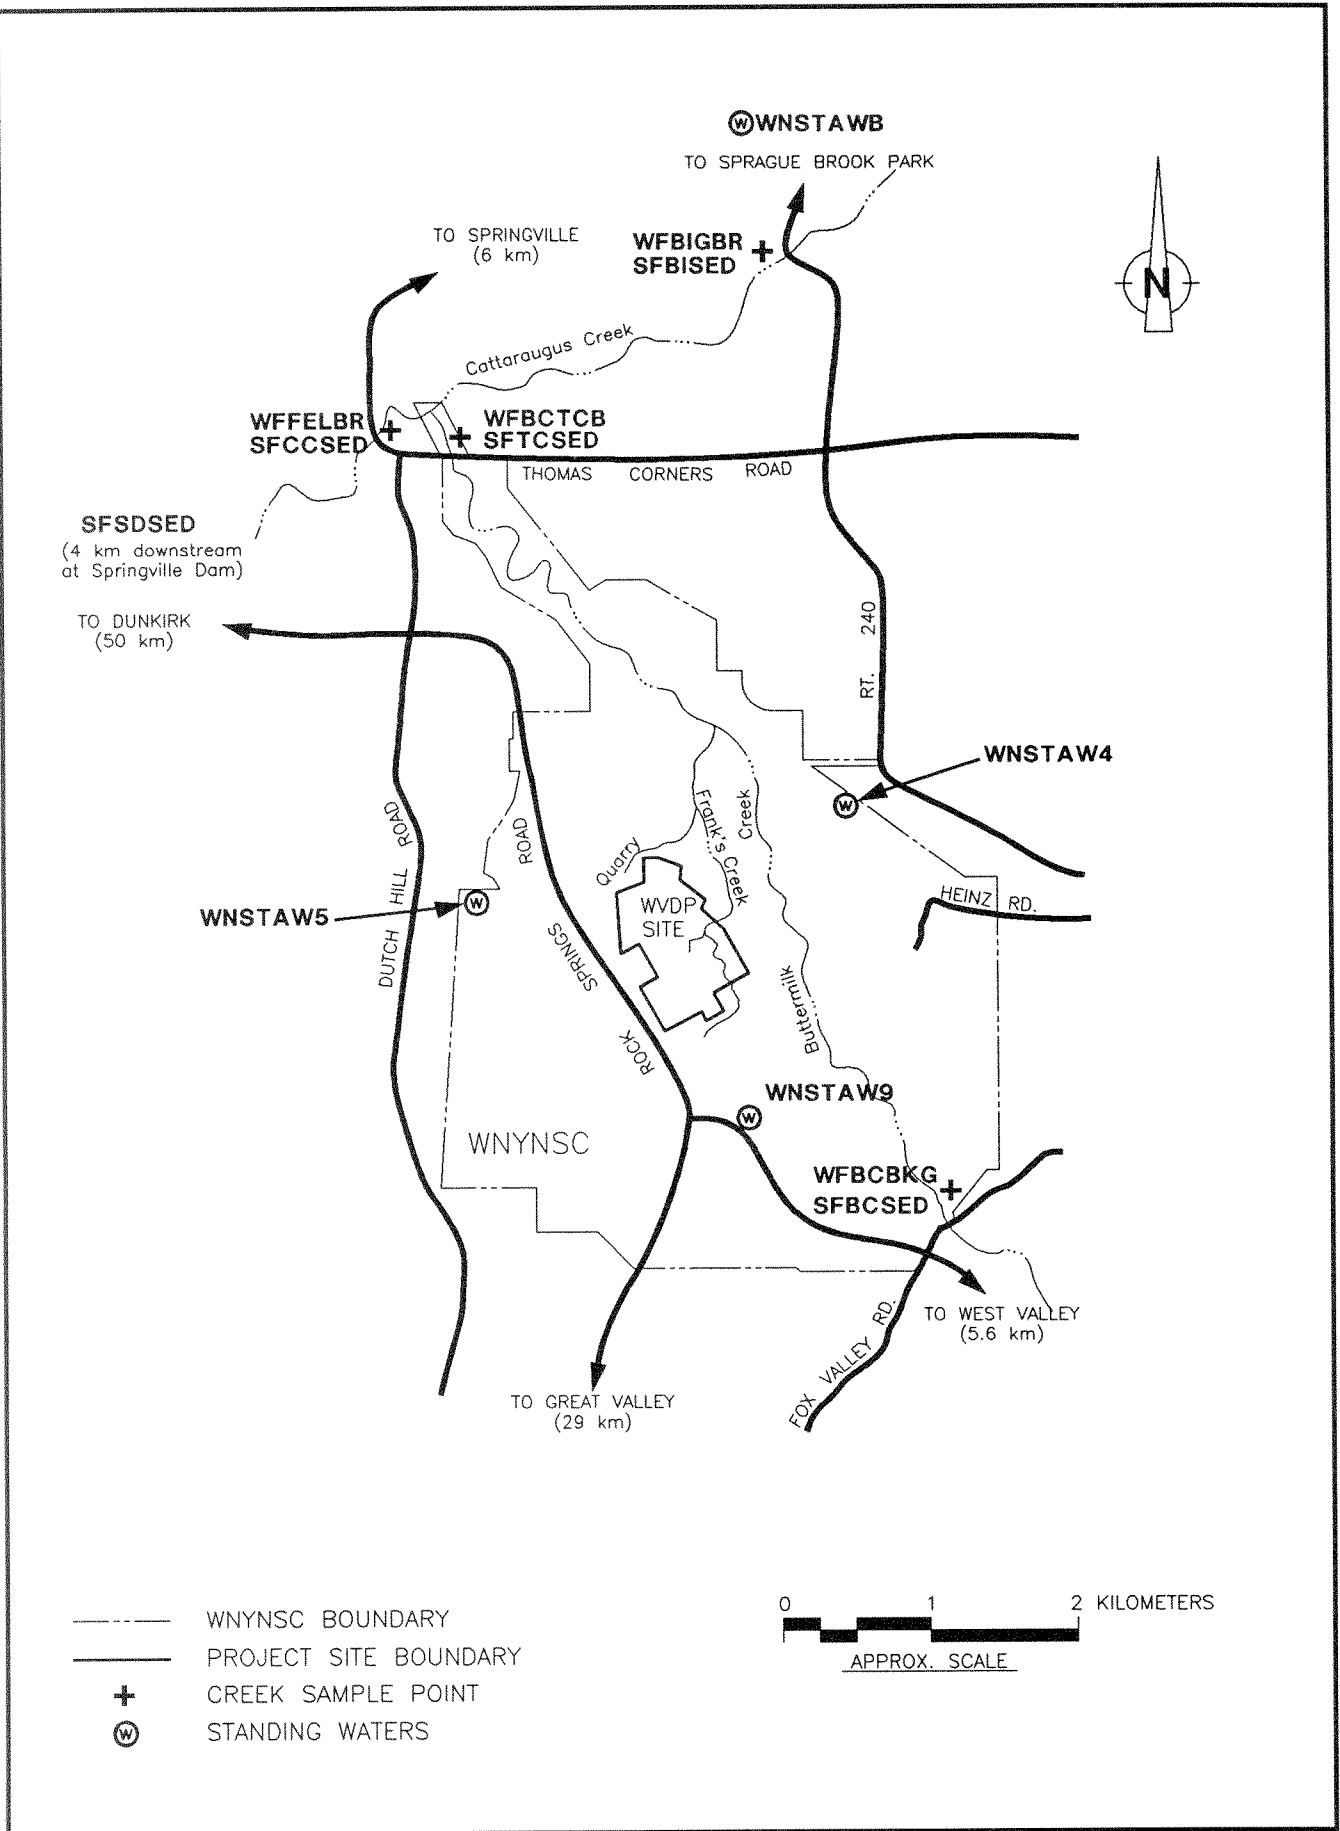 ⓌWNSTAWB
TO SPRAGUE BROOK PARK
TO SPRINGVILLE
(6 km)
WFBIGBR
SFBISED
N
Cattaraugus Creek
WFFELBR
SFCCSED
WFBCTCB
SFTCSED
THOMAS CORNERS ROAD
SFSDSED
(4 km downstream
at Springville Dam)
TO DUNKIRK
(50 km)
RT. 240
WNSTAW4
W
DUTCH HILL ROAD
ROCK SPRINGS ROAD
Quarry
Frank's Creek
Buttermilk Creek
WVDP
SITE
HEINZ RD.
WNSTAW5
W
WNSTAW9
W
WNYNSC
WFBCBKG
SFBCSED
TO WEST VALLEY
(5.6 km)
FOX VALLEY RD.
TO GREAT VALLEY
(29 km)
WNYNSC BOUNDARY
PROJECT SITE BOUNDARY
CREEK SAMPLE POINT
W STANDING WATERS
0 1 2 KILOMETERS
APPROX. SCALE